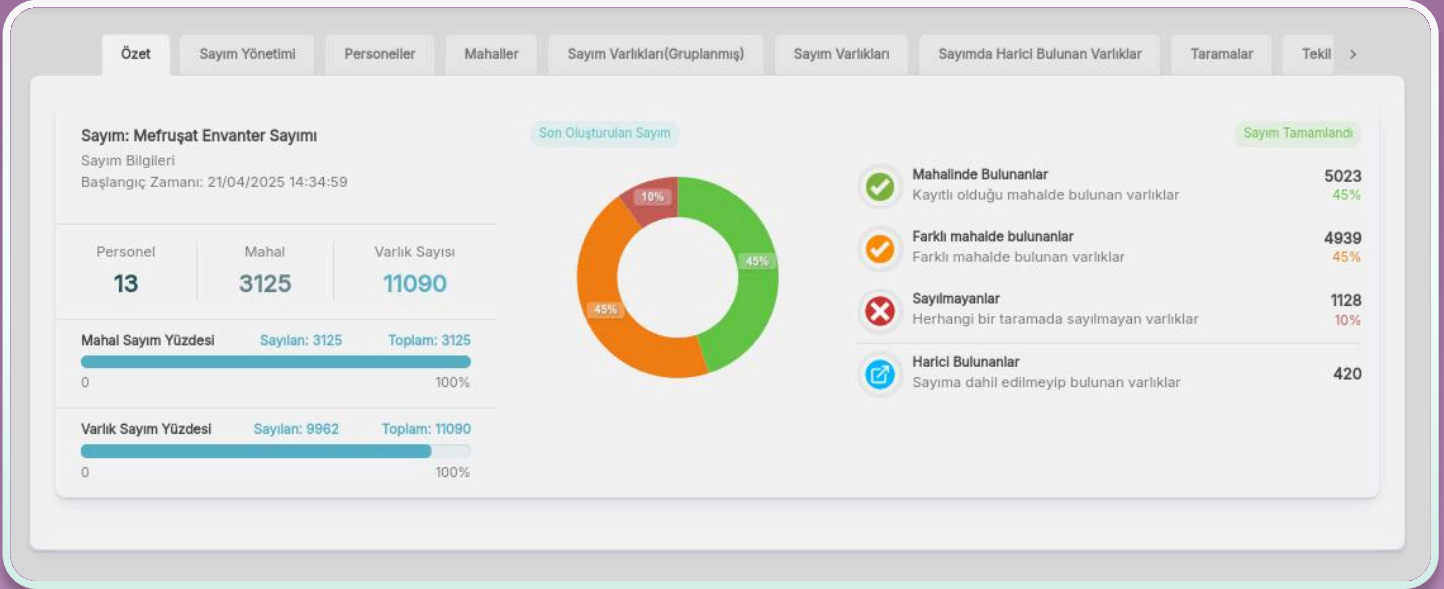 Özet
Sayım Yönetimi
Personeller
Mahaller
Sayım Varlıkları(Gruplanmış)
Sayım Varlıkları
Sayımda Harici Bulunan Varlıklar
Taramalar
Tekil
Sayım: Mefruşat Envanter Sayımı
Sayım Bilgileri
Başlangıç Zamanı: 21/04/2025 14:34:59
Personel
13
Mahal
3125
Varlık Sayısı
11090
Mahal Sayım Yüzdesi Sayılan: 3125 Toplam: 3125
0 100%
Varlık Sayım Yüzdesi Sayılan: 9962 Toplam: 11090
0 100%
Son Oluşturulan Sayım
10%
45%
45%
Sayım Tamamlandı
Mahalinde Bulunanlar 5023
Kayıtlı olduğu mahalde bulunan varlıklar 45%
Farklı mahalde bulunanlar 4939
Farklı mahalde bulunan varlıklar 45%
Sayılmayanlar 1128
Herhangi bir taramada sayılmayan varlıklar 10%
Harici Bulunanlar
Sayıma dahil edilmeyip bulunan varlıklar
420